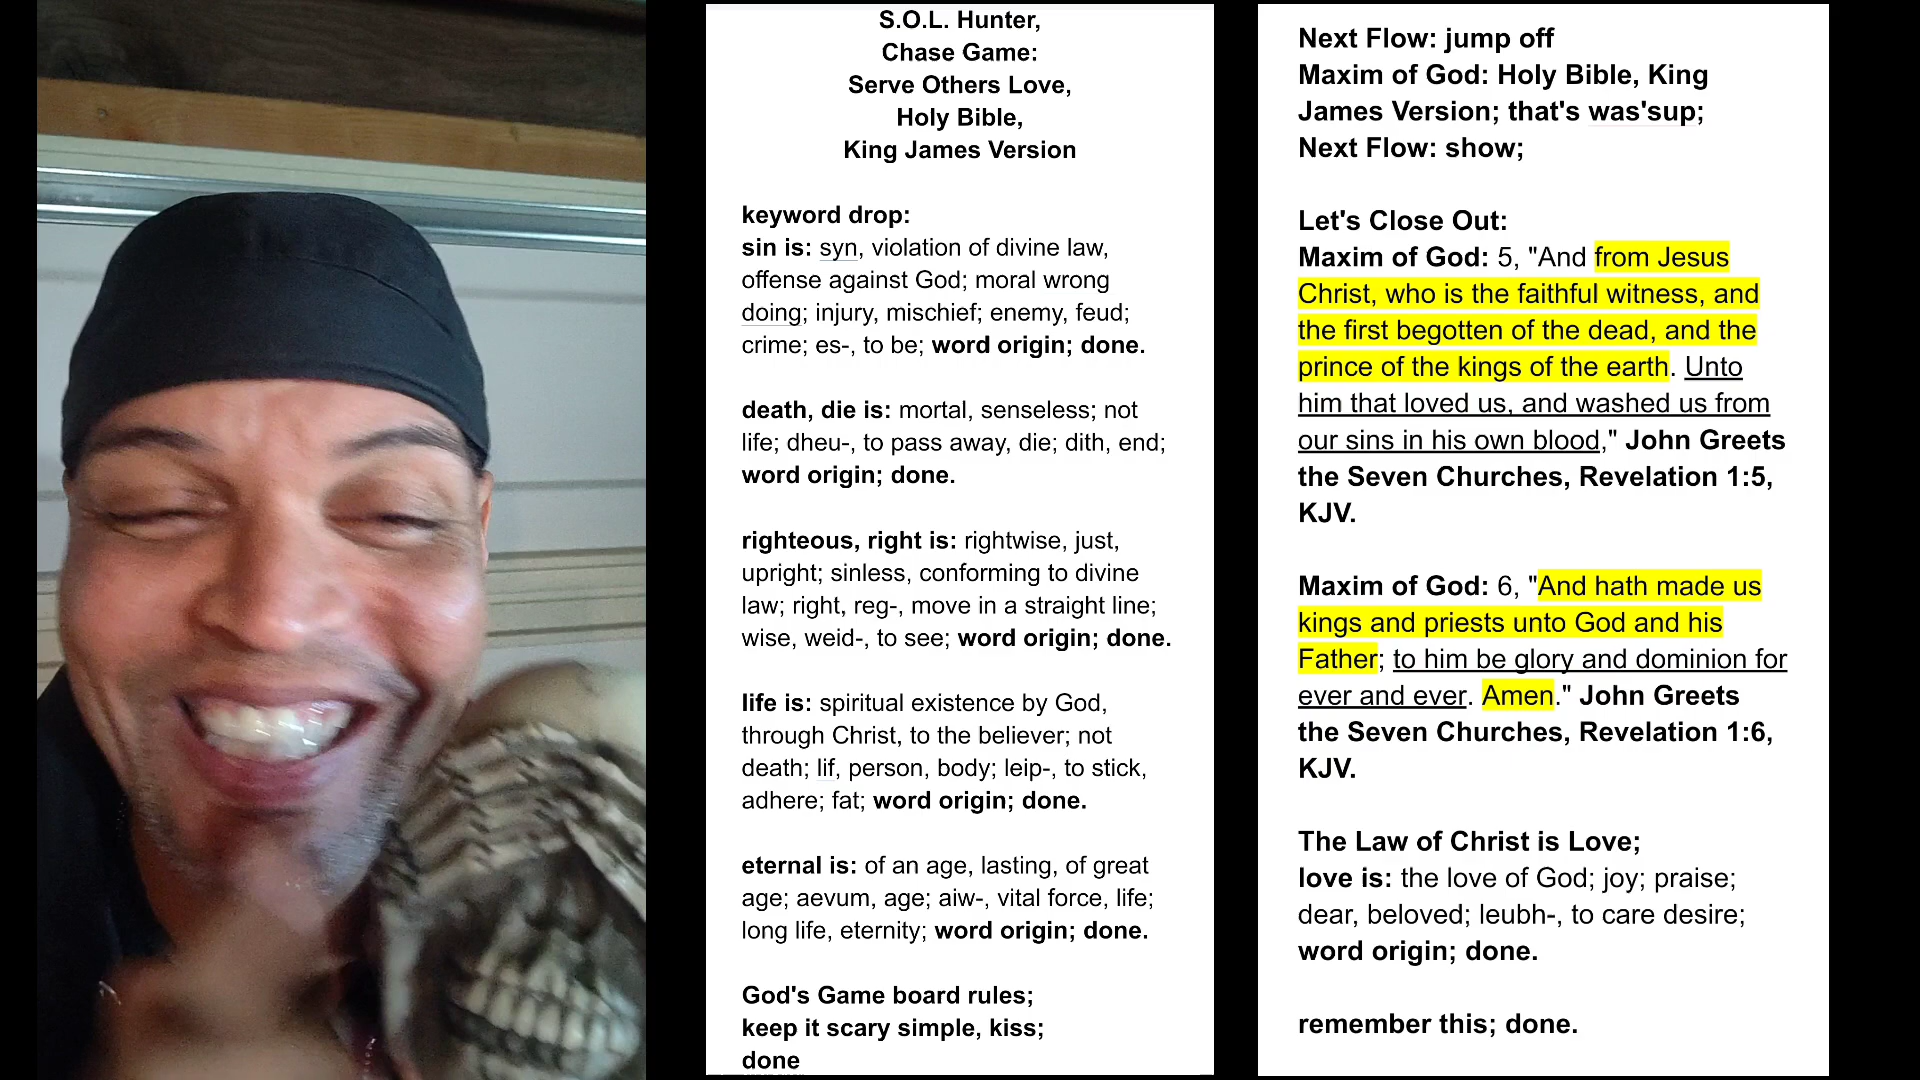 S.O.L. Hunter,
Chase Game:
Serve Others Love,
Holy Bible,
King James Version
keyword drop:
sin is: syn, violation of divine law,
offense against God; moral wrong
doing; injury, mischief; enemy, feud;
crime; es-, to be; word origin; done.
death, die is: mortal, senseless; not
life; dheu-, to pass away, die; dith, end;
word origin; done.
righteous, right is: rightwise, just,
upright; sinless, conforming to divine
law; right, reg-, move in a straight line;
wise, weid-, to see; word origin; done.
life is: spiritual existence by God,
through Christ, to the believer; not
death; lif, person, body; leip-, to stick,
adhere; fat; word origin; done.
eternal is: of an age, lasting, of great
age; aevum, age; aiw-, vital force, life;
long life, eternity; word origin; done.
God's Game board rules;
keep it scary simple, kiss;
done
Next Flow: jump off
Maxim of God: Holy Bible, King
James Version; that's was'sup;
Next Flow: show;
Let's Close Out:
Maxim of God: 5, "And from Jesus
Christ, who is the faithful witness, and
the first begotten of the dead, and the
prince of the kings of the earth. Unto
him that loved us, and washed us from
our sins in his own blood," John Greets
the Seven Churches, Revelation 1:5,
KJV.
Maxim of God: 6, "And hath made us
kings and priests unto God and his
Father; to him be glory and dominion for
ever and ever. Amen." John Greets
the Seven Churches, Revelation 1:6,
KJV.
The Law of Christ is Love;
love is: the love of God; joy; praise;
dear, beloved; leubh-, to care desire;
word origin; done.
remember this; done.